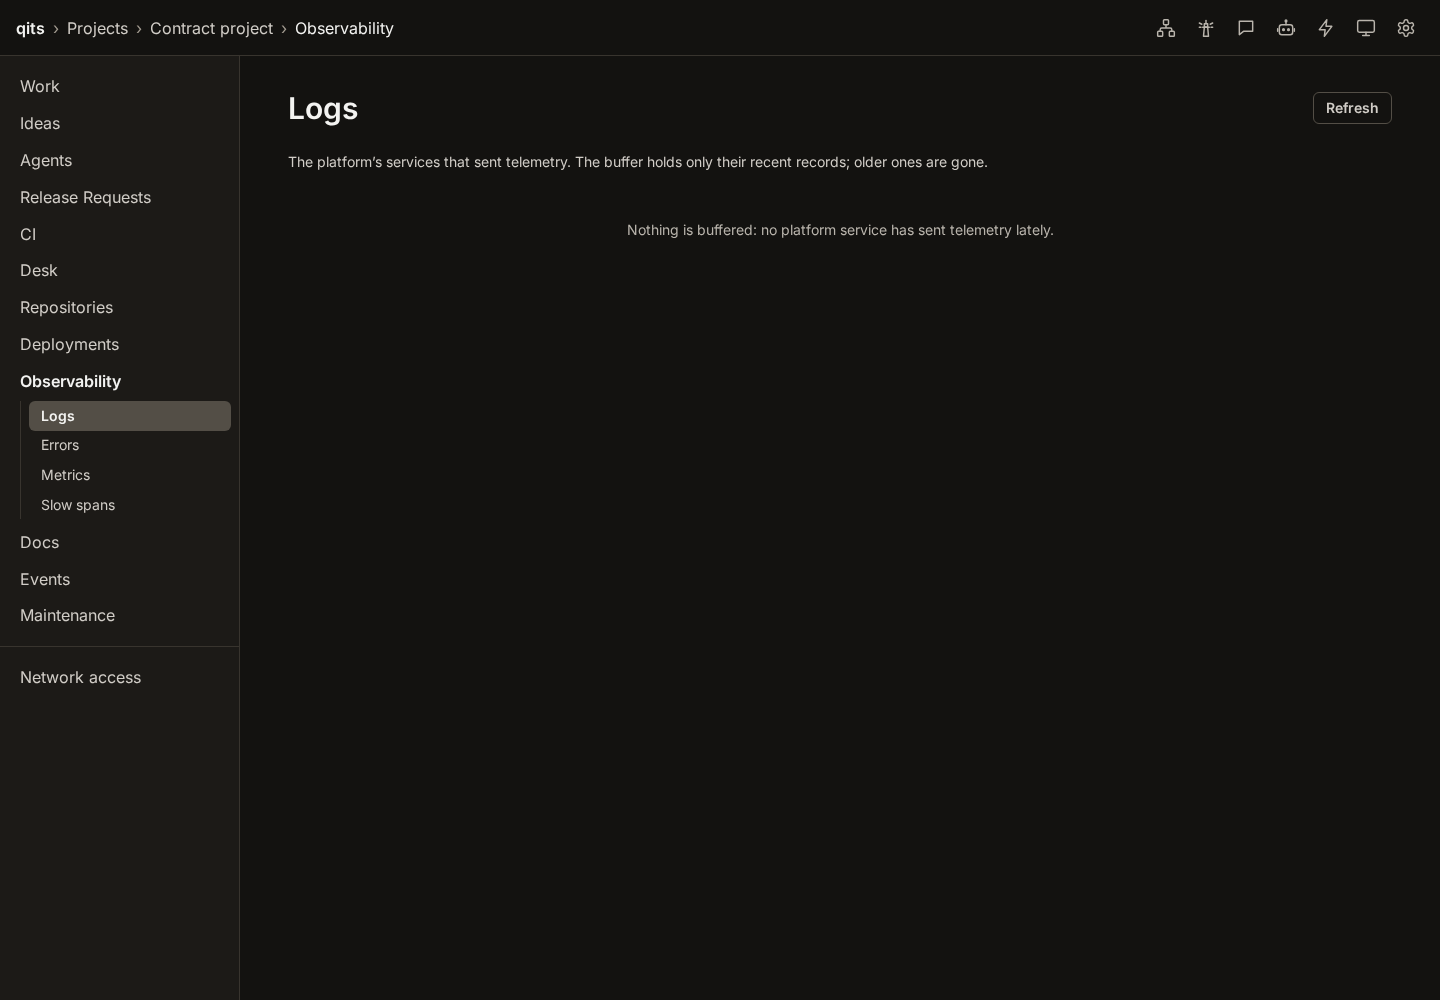 qits › Projects › Contract project › Observability
Work
Ideas
Agents
Release Requests
CI
Desk
Repositories
Deployments
Observability
Logs
Errors
Metrics
Slow spans
Docs
Events
Maintenance
Network access
Logs
Refresh
The platform’s services that sent telemetry. The buffer holds only their recent records; older ones are gone.
Nothing is buffered: no platform service has sent telemetry lately.